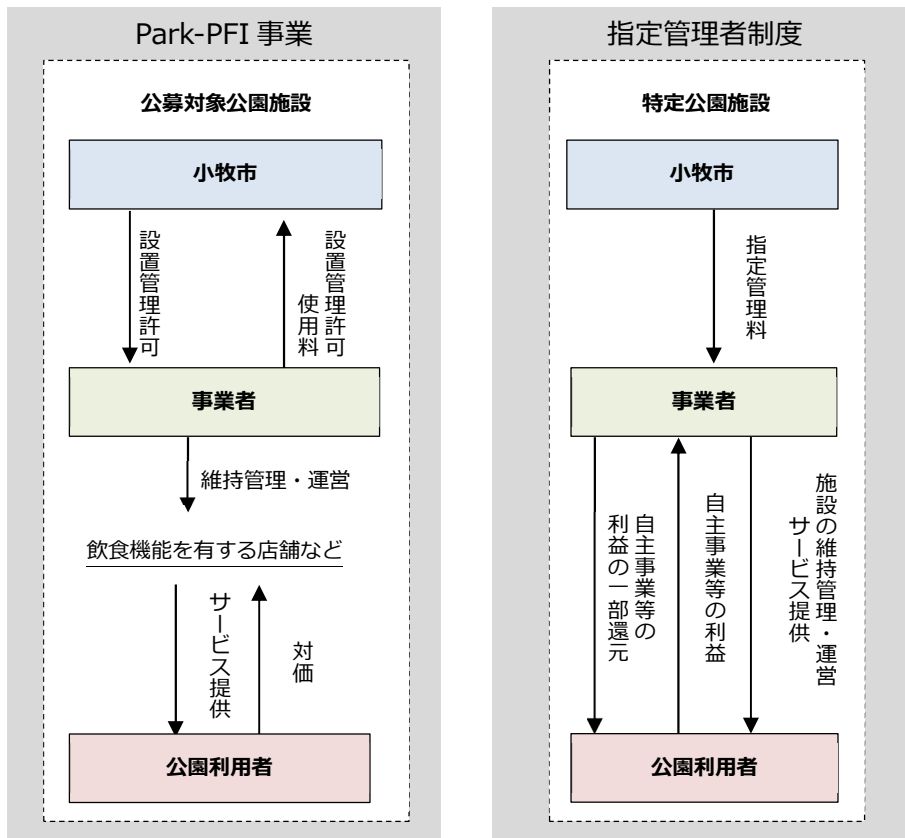 Park-PFI 事業
公募対象公園施設
小牧市
設置管理許可
設置管理許可
使用料
事業者
維持管理・運営
飲食機能を有する店舗など
サービス提供
対価
公園利用者
指定管理者制度
特定公園施設
小牧市
指定管理料
事業者
自主事業等の
利益の一部還元
自主事業等の利益
施設の維持管理・運営
サービス提供
公園利用者